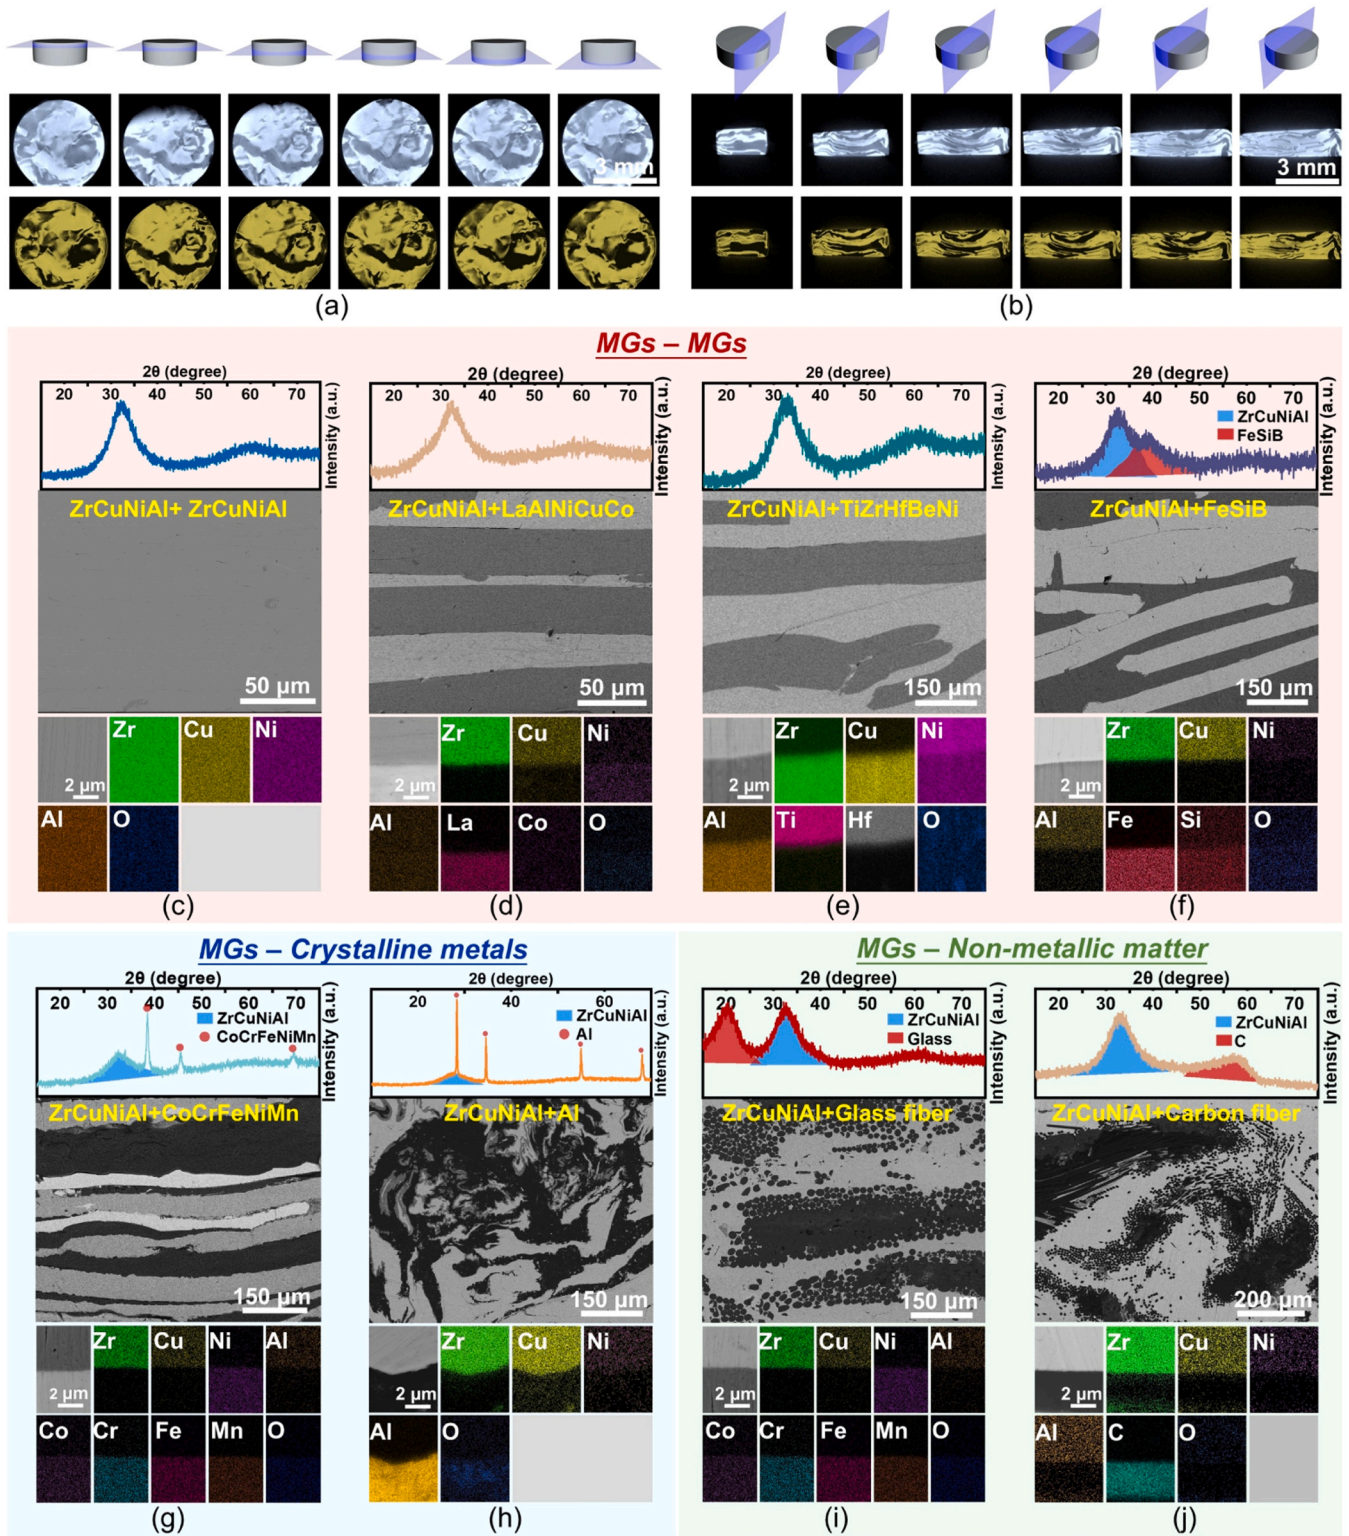 3 mm
3 mm
(a)
(b)
MGs – MGs
2θ (degree)
20 30 40 50 60 70
Intensity (a.u.)
ZrCuNiAl+ ZrCuNiAl
50 μm
2 μm
Zr
Cu
Ni
Al
O
(c)
2θ (degree)
20 30 40 50 60 70
Intensity (a.u.)
ZrCuNiAl+LaAlNiCuCo
50 μm
2 μm
Zr
Cu
Ni
Al
La
Co
O
(d)
2θ (degree)
20 30 40 50 60 70
Intensity (a.u.)
ZrCuNiAl+TiZrHfBeNi
150 μm
2 μm
Zr
Cu
Ni
Al
Ti
Hf
O
(e)
2θ (degree)
20 30 40 50 60 70
ZrCuNiAl
FeSiB
Intensity (a.u.)
ZrCuNiAl+FeSiB
150 μm
2 μm
Zr
Cu
Ni
Al
Fe
Si
O
(f)
MGs – Crystalline metals
2θ (degree)
20 30 40 50 60 70
ZrCuNiAl
CoCrFeNiMn
Intensity (a.u.)
ZrCuNiAl+CoCrFeNiMn
150 μm
2 μm
Zr
Cu
Ni
Al
Co
Cr
Fe
Mn
O
(g)
2θ (degree)
20 40 60
ZrCuNiAl
Al
Intensity (a.u.)
ZrCuNiAl+Al
150 μm
2 μm
Zr
Cu
Ni
Al
O
(h)
MGs – Non-metallic matter
2θ (degree)
20 30 40 50 60 70
ZrCuNiAl
Glass
Intensity (a.u.)
ZrCuNiAl+Glass fiber
150 μm
2 μm
Zr
Cu
Ni
Al
Co
Cr
Fe
Mn
O
(i)
2θ (degree)
20 30 40 50 60 70
ZrCuNiAl
C
Intensity (a.u.)
ZrCuNiAl+Carbon fiber
200 μm
2 μm
Zr
Cu
Ni
Al
C
O
(j)